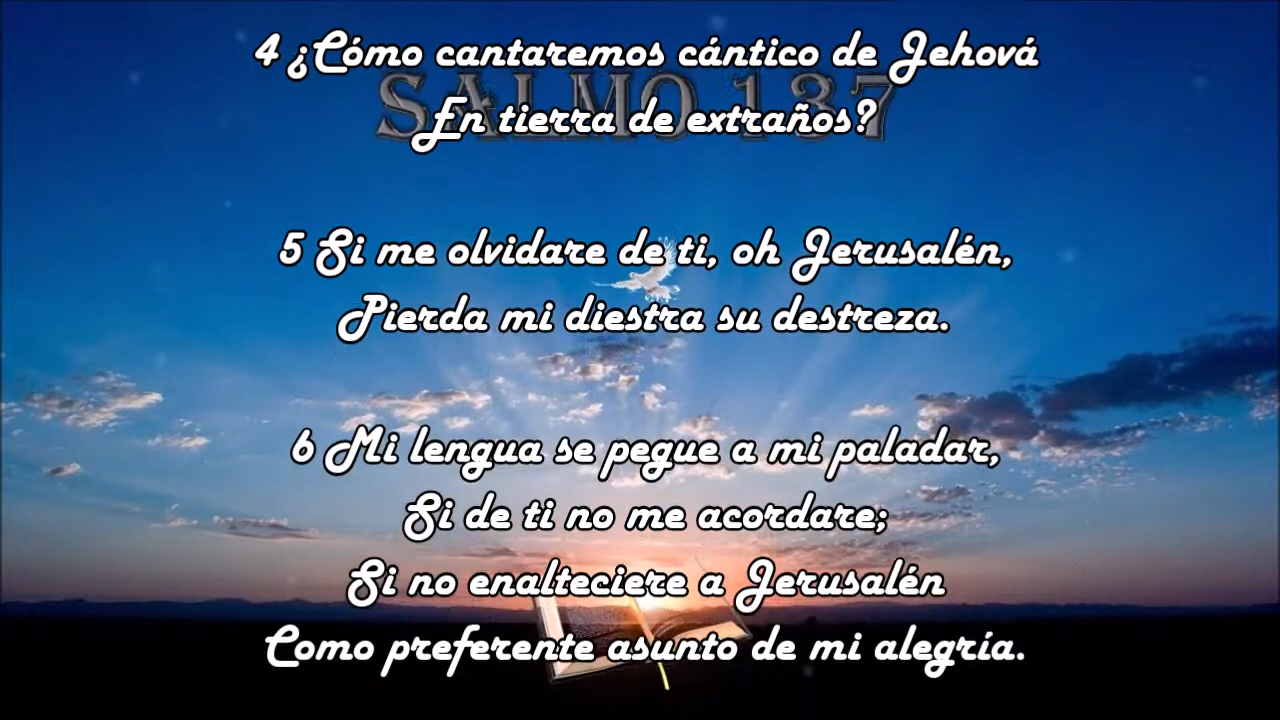 4 ¿Cómo cantaremos cántico de Jehová
SALMO 137
En tierra de extraños?
5 Si me olvidare de ti, oh Jerusalén,
Pierda mi diestra su destreza.
6 Mi lengua se pegue a mi paladar,
Si de ti no me acordare;
Si no enalteciere a Jerusalén
Como preferente asunto de mi alegría.